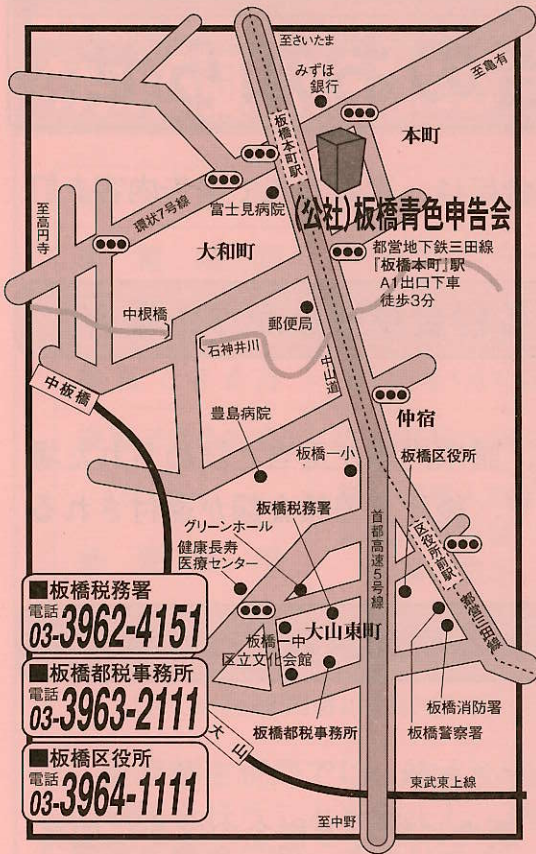 至さいたま
みずほ
銀行
至亀有
本町
板橋本町駅
環状7号線
富士見病院
(公社)板橋青色申告会
至高円寺
大和町
都営地下鉄三田線
『板橋本町』駅
A1出口下車
徒歩3分
中根橋
郵便局
石神井川
中山道
中板橋
仲宿
豊島病院
板橋一小
板橋区役所
板橋税務署
グリーンホール
首都高速5号線
区役所前駅
健康長寿
医療センター
都営三田線
■板橋税務署
電話
03-3962-4151
板橋一中
大山東町
区立文化会館
■板橋都税事務所
電話
03-3963-2111
板橋消防署
大山
板橋都税事務所
板橋警察署
■板橋区役所
電話
03-3964-1111
東武東上線
至中野